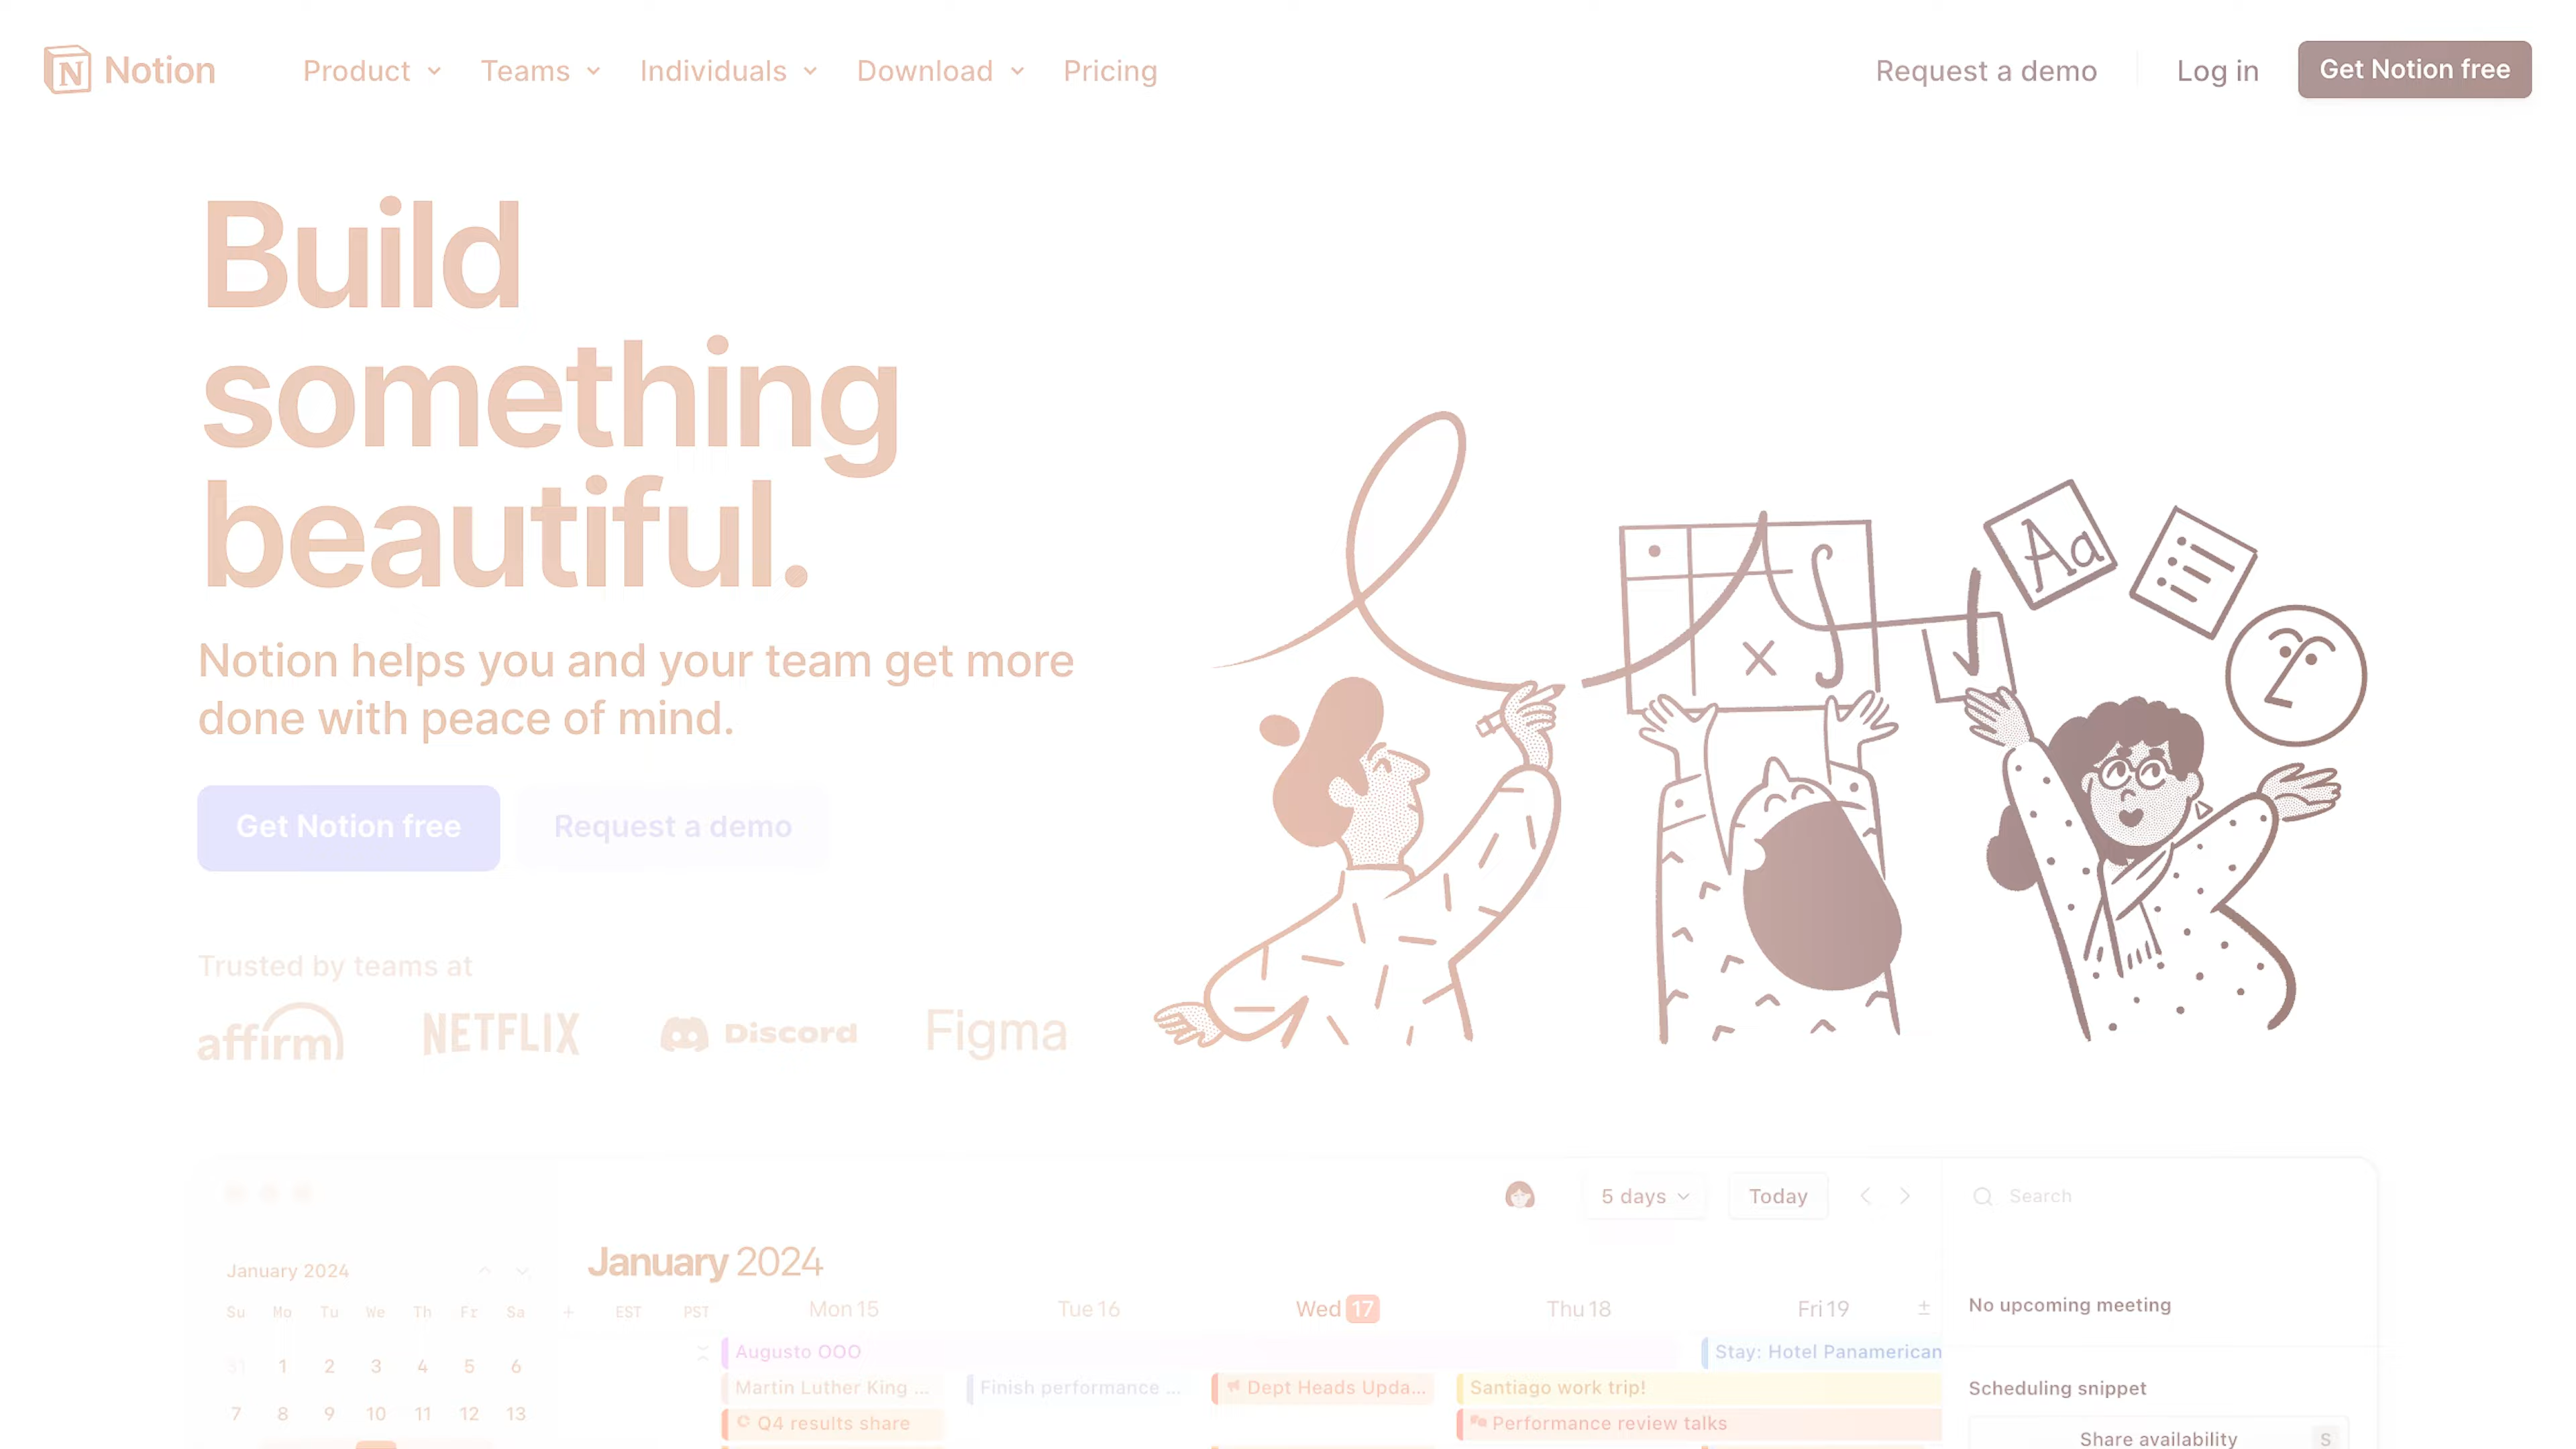 Notion
Product
Teams
Individuals
Download
Pricing
Request a demo
Log in
Get Notion free
Build
something
beautiful.
Notion helps you and your team get more
done with peace of mind.
Get Notion free
Request a demo
Aa
Trusted by teams at
affirm
NETFLIX
Discord
Figma
5 days
Today
Search
January 2024
January 2024
Su Mo Tu We Th Fr Sa
+ EST PST
Mon 15
Tue 16
Wed 17
Thu 18
Fri 19
No upcoming meeting
31 1 2 3 4 5 6
Augusto OOO
Stay: Hotel Panamerican
Martin Luther King ...
Finish performance ...
Dept Heads Upda...
Santiago work trip!
Scheduling snippet
7 8 9 10 11 12 13
Q4 results share
Performance review talks
Share availability S